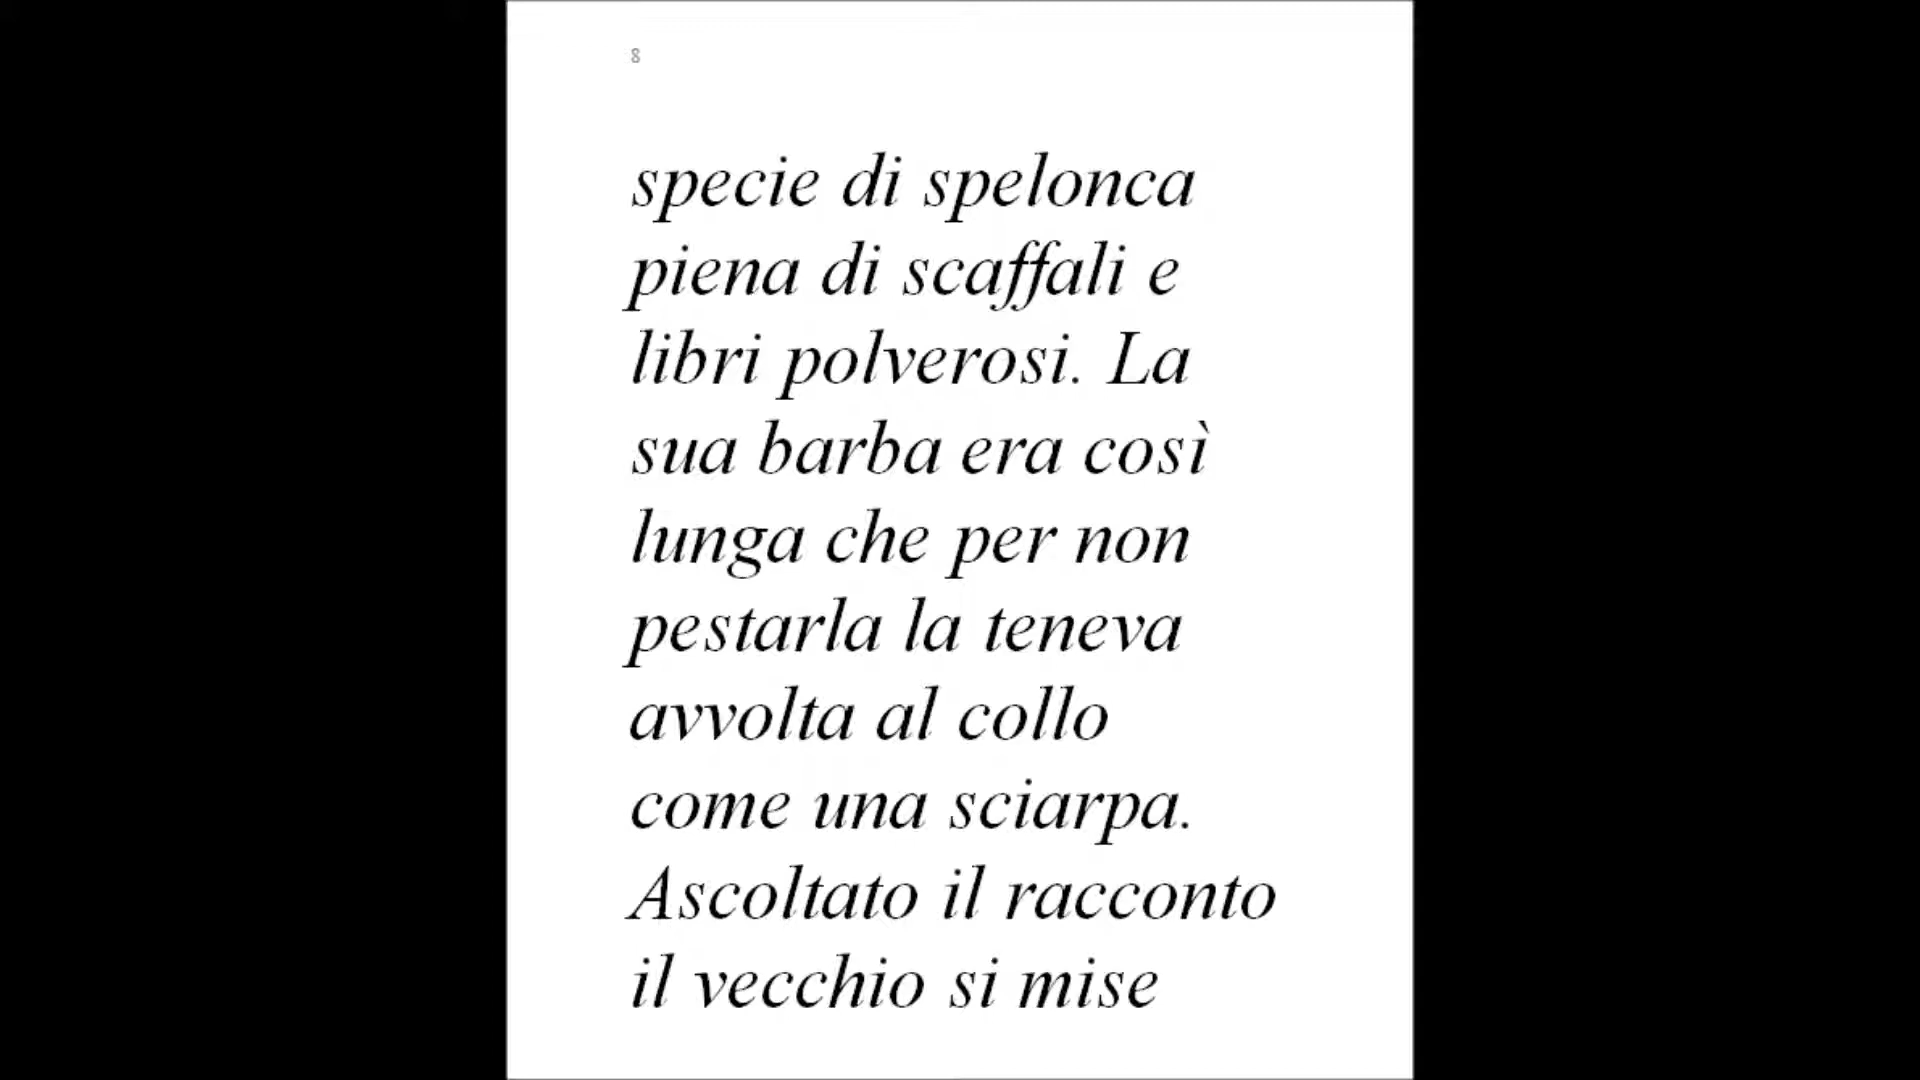 8
specie di spelonca
piena di scaffali e
libri polverosi. La
sua barba era così
lunga che per non
pestarla la teneva
avvolta al collo
come una sciarpa.
Ascoltato il racconto
il vecchio si mise